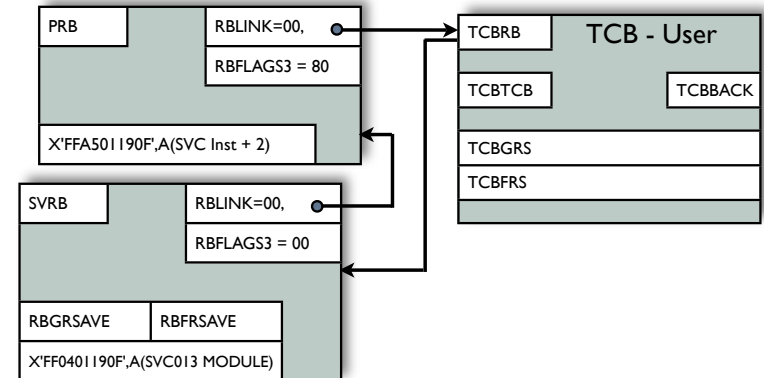 PRB
RBLINK=00,
RBFLAGS3 = 80
X'FFA501190F',A(SVC Inst + 2)
TCBRB
TCB - User
TCBTCB
TCBBACK
TCBGRS
TCBFRS
SVRB
RBLINK=00,
RBFLAGS3 = 00
RBGRSAVE
RBFRSAVE
X'FF0401190F',A(SVC013 MODULE)